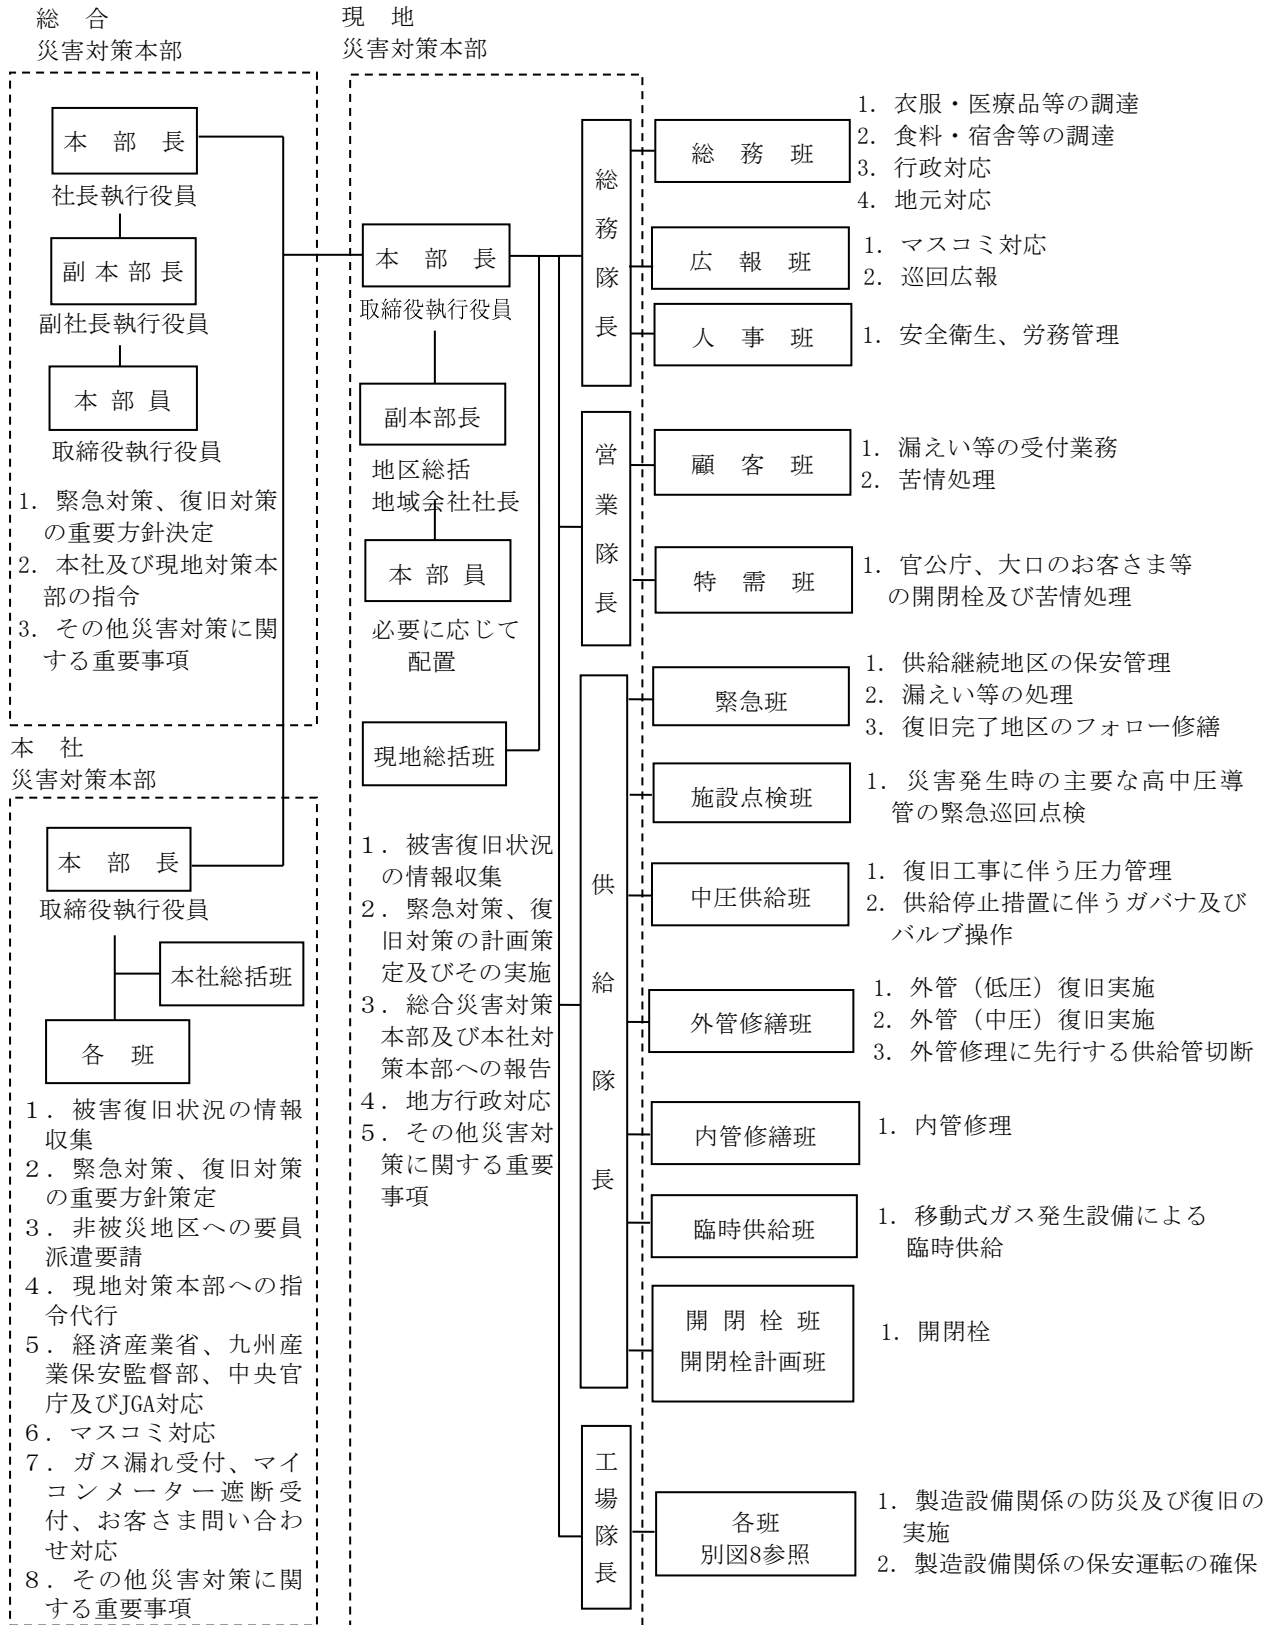 総　合
災害対策本部
本　部　長
社長執行役員
副 本 部 長
副社長執行役員
本 部 員
取締役執行役員
1. 緊急対策、復旧対策
の重要方針決定
2. 本社及び現地対策本
部の指令
3. その他災害対策に関
する重要事項
本　社
災害対策本部
本　部　長
取締役執行役員
本社総括班
各　班
１．被害復旧状況の情報
収集
２．緊急対策、復旧対策
の重要方針策定
３．非被災地区への要員
派遣要請
４．現地対策本部への指
令代行
５．経済産業省、九州産
業保安監督部、中央官
庁及びJGA対応
６．マスコミ対応
７．ガス漏れ受付、マイ
コンメーター遮断受
付、お客さま問い合わ
せ対応
８．その他災害対策に関
する重要事項
現　地
災害対策本部
本　部　長
取締役執行役員
副本部長
地区総括
地域会社社長
本 部 員
必要に応じて
配置
現地総括班
１．被害復旧状況
の情報収集
２．緊急対策、復
旧対策の計画策
定及びその実施
３．総合災害対策
本部及び本社対
策本部への報告
４．地方行政対応
５．その他災害対
策に関する重要
事項
総務隊長
総　務　班
1. 衣服・医療品等の調達
2. 食料・宿舎等の調達
3. 行政対応
4. 地元対応
広　報　班
1. マスコミ対応
2. 巡回広報
人　事　班
1. 安全衛生、労務管理
営業隊長
顧　客　班
1. 漏えい等の受付業務
2. 苦情処理
特　需　班
1. 官公庁、大口のお客さま等
の開閉栓及び苦情処理
供給隊長
緊急班
1. 供給継続地区の保安管理
2. 漏えい等の処理
3. 復旧完了地区のフォロー修繕
施設点検班
1. 災害発生時の主要な高中圧導
管の緊急巡回点検
中圧供給班
1. 復旧工事に伴う圧力管理
2. 供給停止措置に伴うガバナ及び
バルブ操作
外管修繕班
1. 外管（低圧）復旧実施
2. 外管（中圧）復旧実施
3. 外管修理に先行する供給管切断
内管修繕班
1. 内管修理
臨時供給班
1. 移動式ガス発生設備による
臨時供給
開 閉 栓 班
開閉栓計画班
1. 開閉栓
工場隊長
各班
別図8参照
1. 製造設備関係の防災及び復旧の
実施
2. 製造設備関係の保安運転の確保